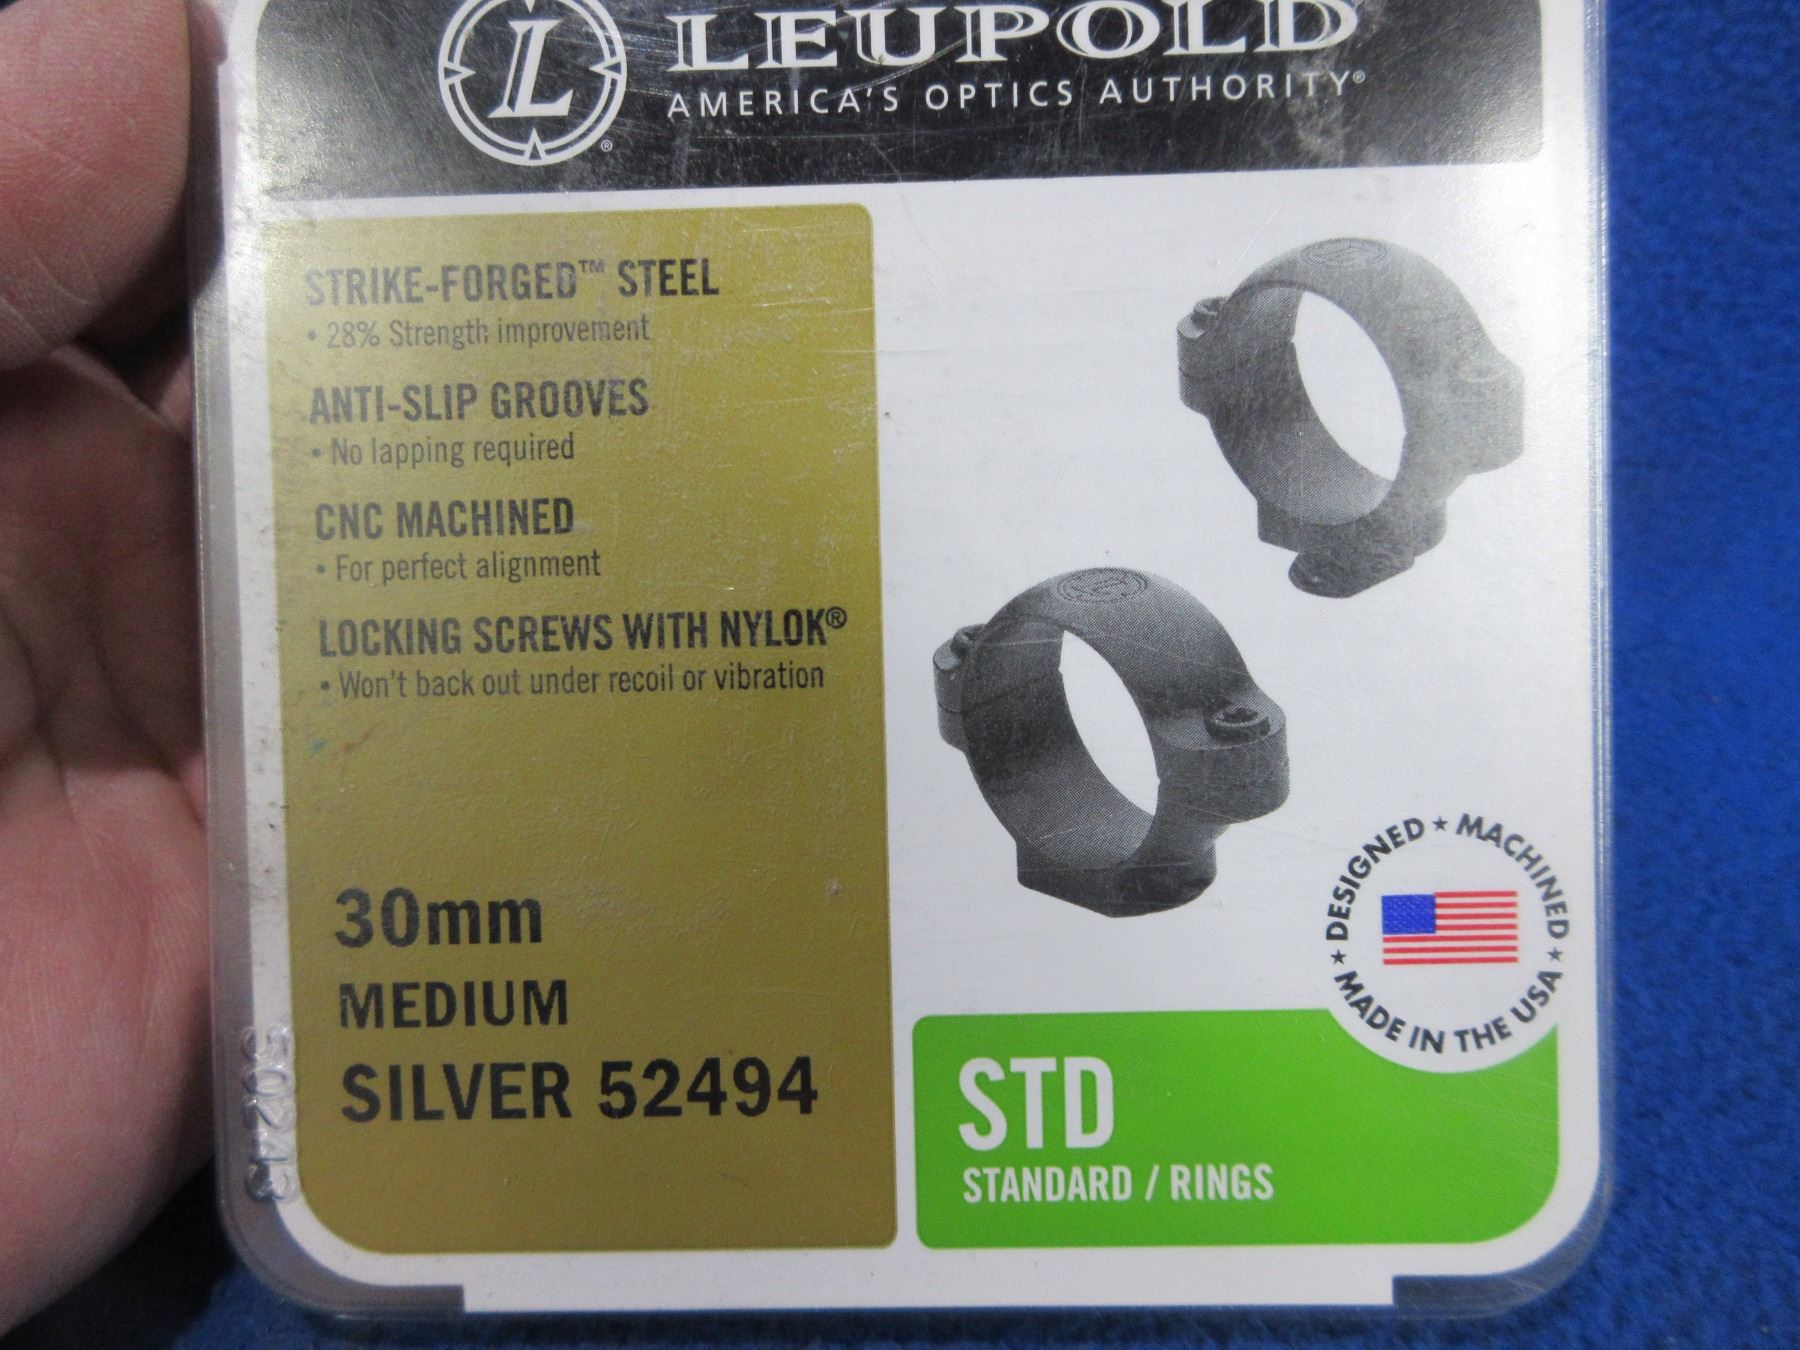 L
®
LEUPOLD
AMERICA'S OPTICS AUTHORITY®
STRIKE-FORGED™ STEEL
• 28% Strength improvement
ANTI-SLIP GROOVES
• No lapping required
CNC MACHINED
• For perfect alignment
LOCKING SCREWS WITH NYLOK®
• Won't back out under recoil or vibration
30mm
MEDIUM
SILVER 52494
DESIGNED ★ MACHINED ★ MADE IN THE USA ★
STD
STANDARD / RINGS